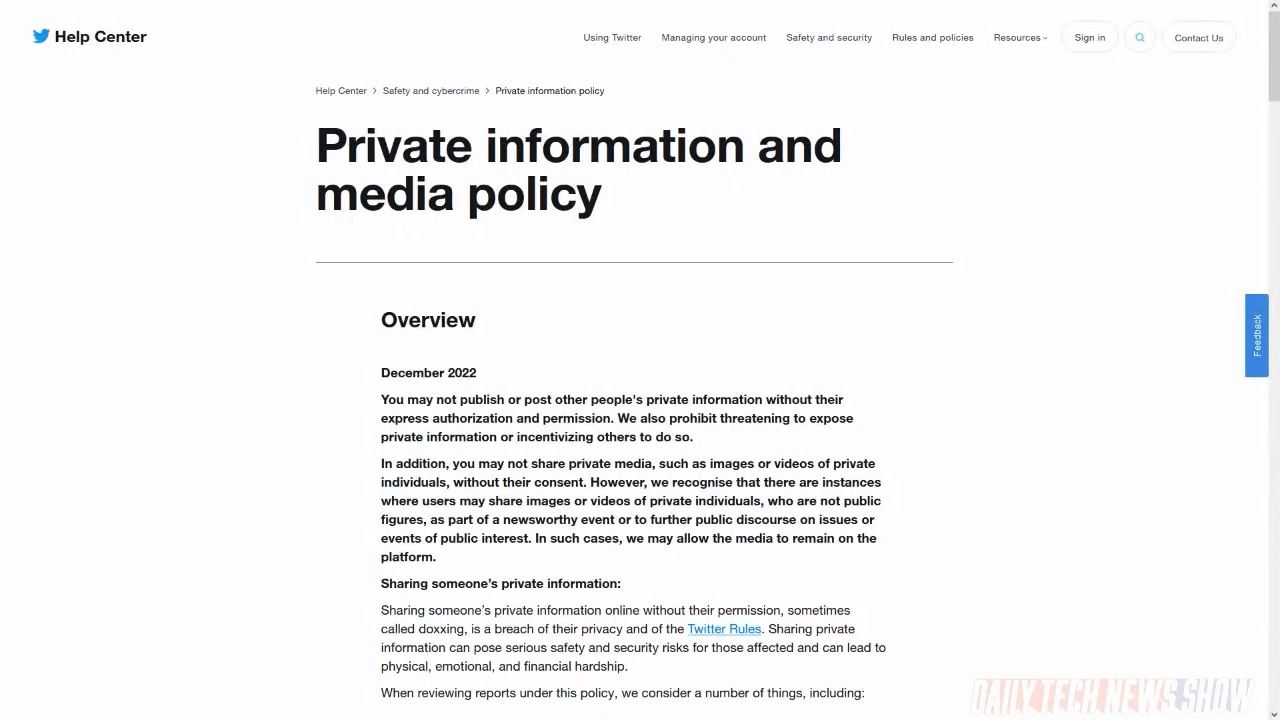 Help Center
Using Twitter Managing your account Safety and security Rules and policies Resources Sign in Contact Us
Help Center > Safety and cybercrime > Private information policy
Private information and
media policy
Overview
Feedback
December 2022
You may not publish or post other people's private information without their
express authorization and permission. We also prohibit threatening to expose
private information or incentivizing others to do so.
In addition, you may not share private media, such as images or videos of private
individuals, without their consent. However, we recognise that there are instances
where users may share images or videos of private individuals, who are not public
figures, as part of a newsworthy event or to further public discourse on issues or
events of public interest. In such cases, we may allow the media to remain on the
platform.
Sharing someone’s private information:
Sharing someone’s private information online without their permission, sometimes
called doxxing, is a breach of their privacy and of the Twitter Rules. Sharing private
information can pose serious safety and security risks for those affected and can lead to
physical, emotional, and financial hardship.
When reviewing reports under this policy, we consider a number of things, including:
DAILY TECH NEWS SHOW